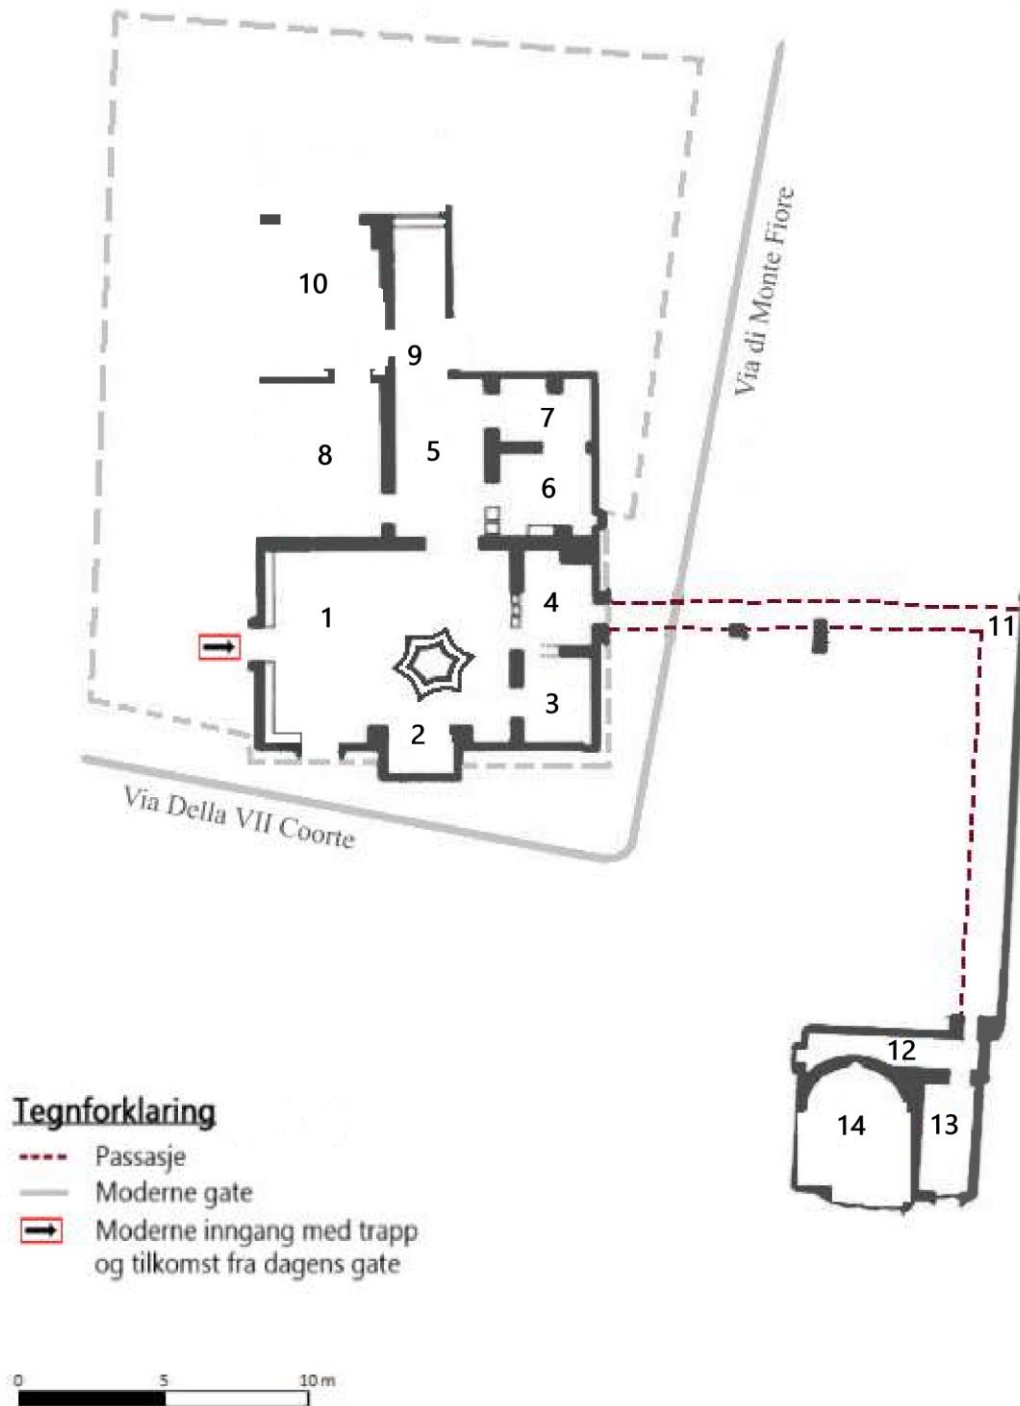 10
Via di Monte Fiore
9
7
8
5
6
4
1
11
3
2
Via Della VII Coorte
12
14
13
Tegnforklaring
Passasje
Moderne gate
Moderne inngang med trapp
og tilkomst fra dagens gate
0 5 10 m